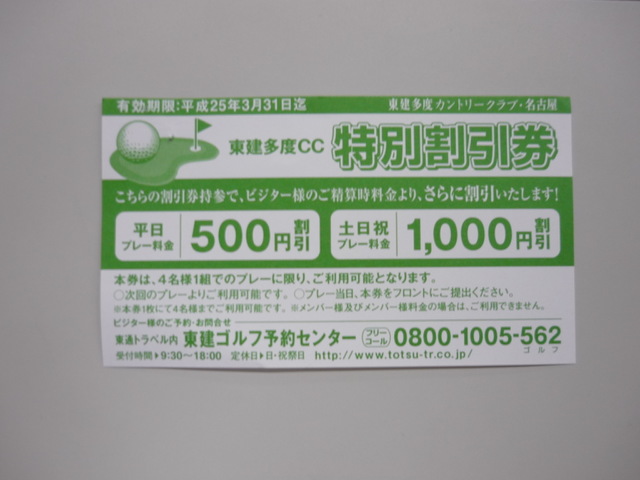 有効期限:平成25年3月31日迄
東建多度カントリークラブ・名古屋
東建多度CC 特別割引券
こちらの割引券持参で、ビジター様のご精算時料金より、さらに割引いたします!
平日 プレー料金 500円割引
土日祝 プレー料金 1,000円割引
本券は、4名様1組でのプレーに限り、ご利用可能となります。
○次回のプレーよりご利用可能です。○プレー当日、本券をフロントにご提出ください。
※本券1枚にて4名様までご利用可能です。※メンバー様及びメンバー様料金の場合は、ご利用できません。
ビジター様のご予約・お問合せ
東通トラベル内 東建ゴルフ予約センター フリーコール 0800-1005-562
ゴルフ
受付時間▶9:30~18:00 定休日▶日・祝祭日 http://www.totsu-tr.co.jp/